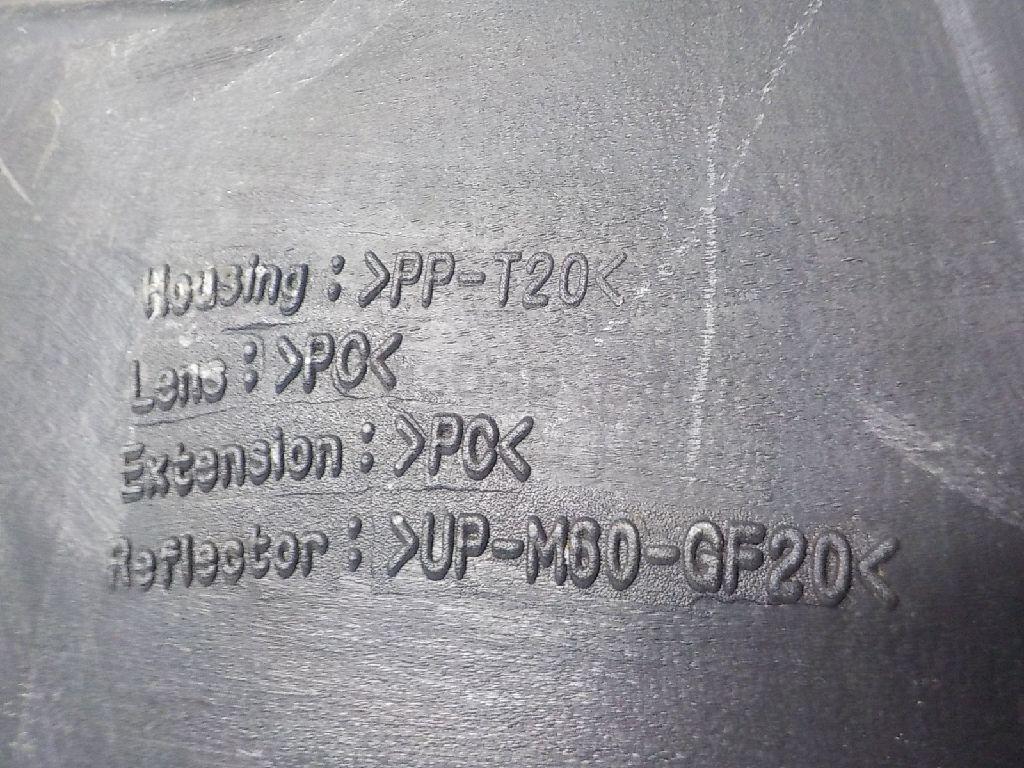 Housing : >PP-T20<
Lens : >PC<
Extension : >PC<
Reflector : >UP-M60-GF20<